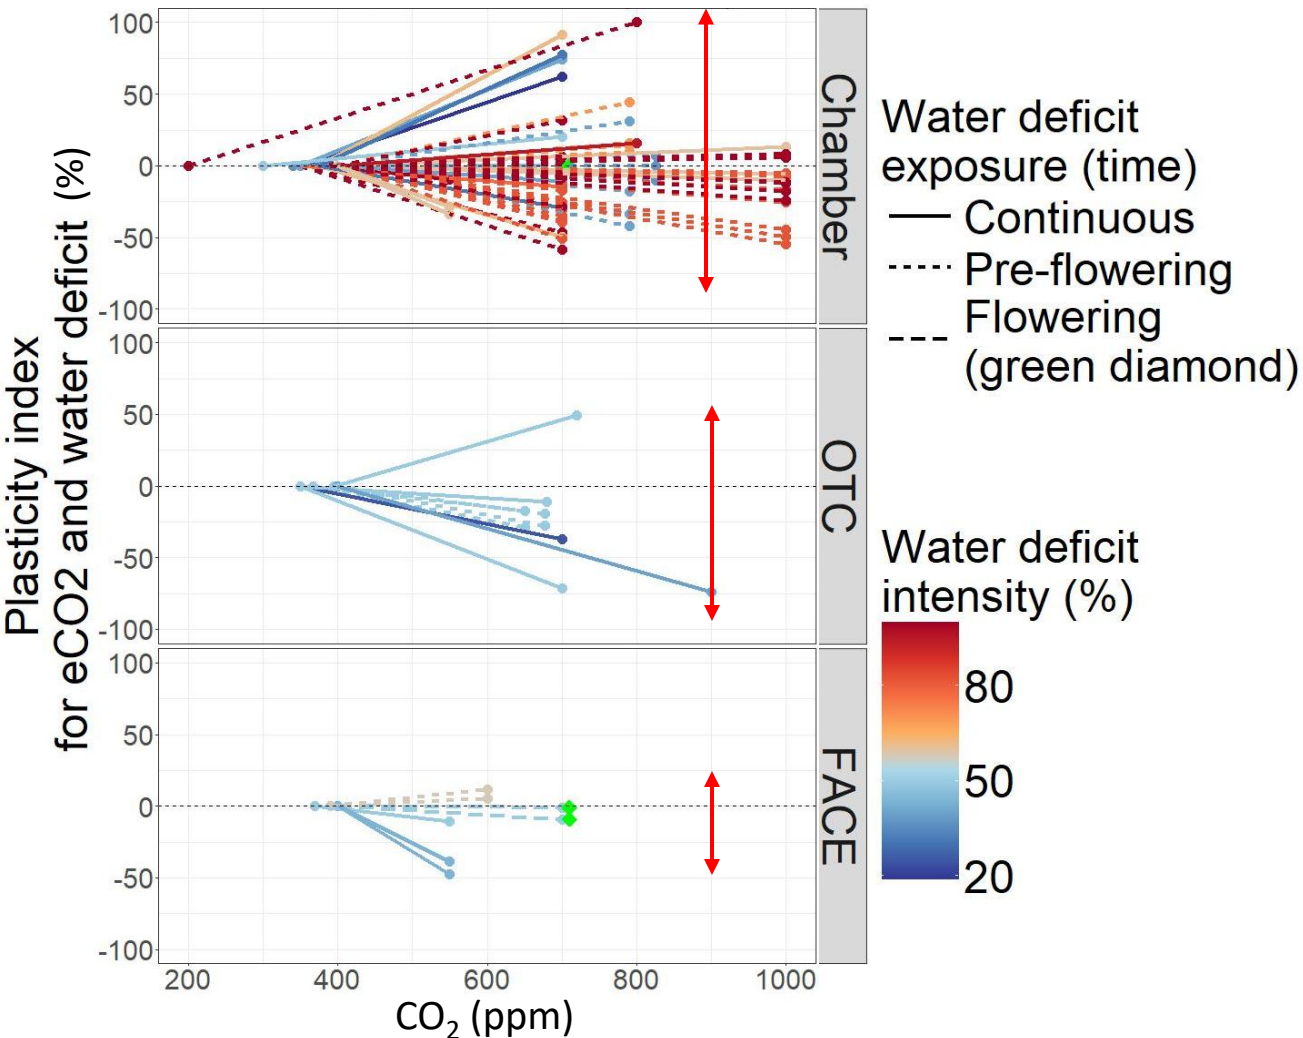 Plasticity index
for eCO2 and water deficit (%)
100
50
0
-50
-100
Chamber
100
50
0
-50
-100
OTC
100
50
0
-50
-100
FACE
200
400
600
800
1000
CO₂ (ppm)
Water deficit
exposure (time)
Continuous
Pre-flowering
Flowering
(green diamond)
Water deficit
intensity (%)
80
50
20